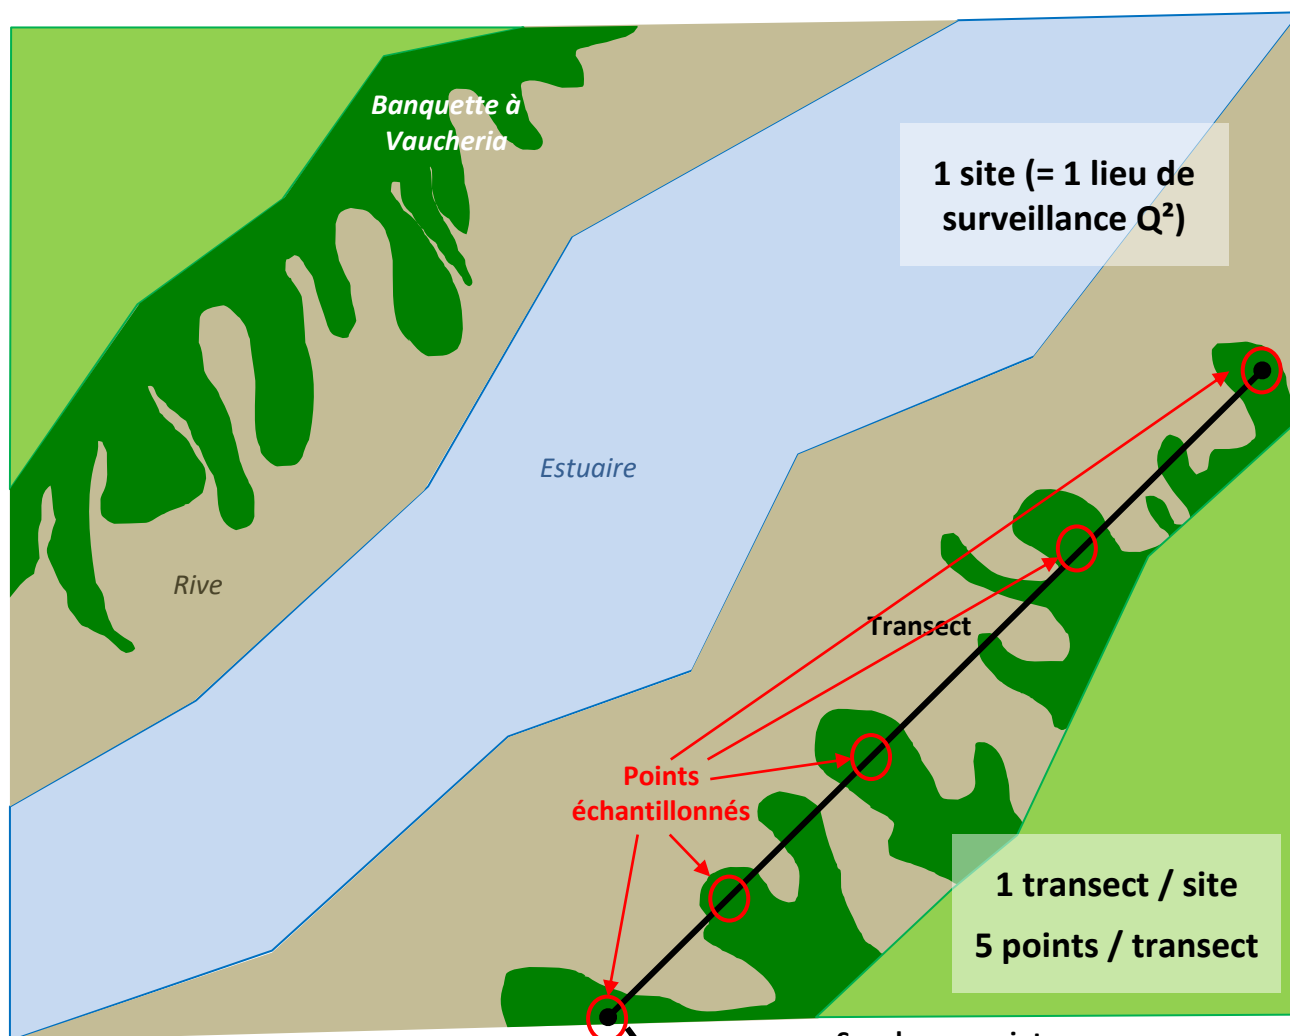 Banquette à
Vaucheria
1 site (= 1 lieu de
surveillance Q²)
Estuaire
Rive
Transect
Points
échantillonnés
1 transect / site
5 points / transect